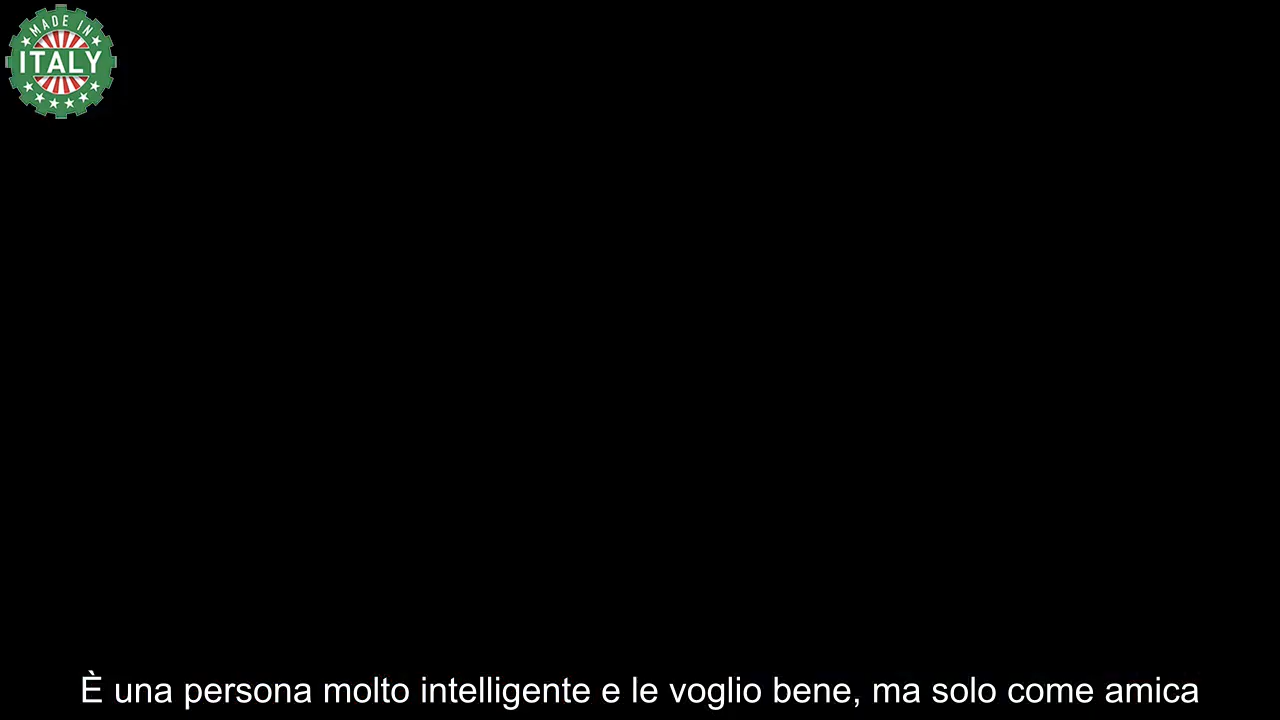 MADE IN
ITALY
È una persona molto intelligente e le voglio bene, ma solo come amica